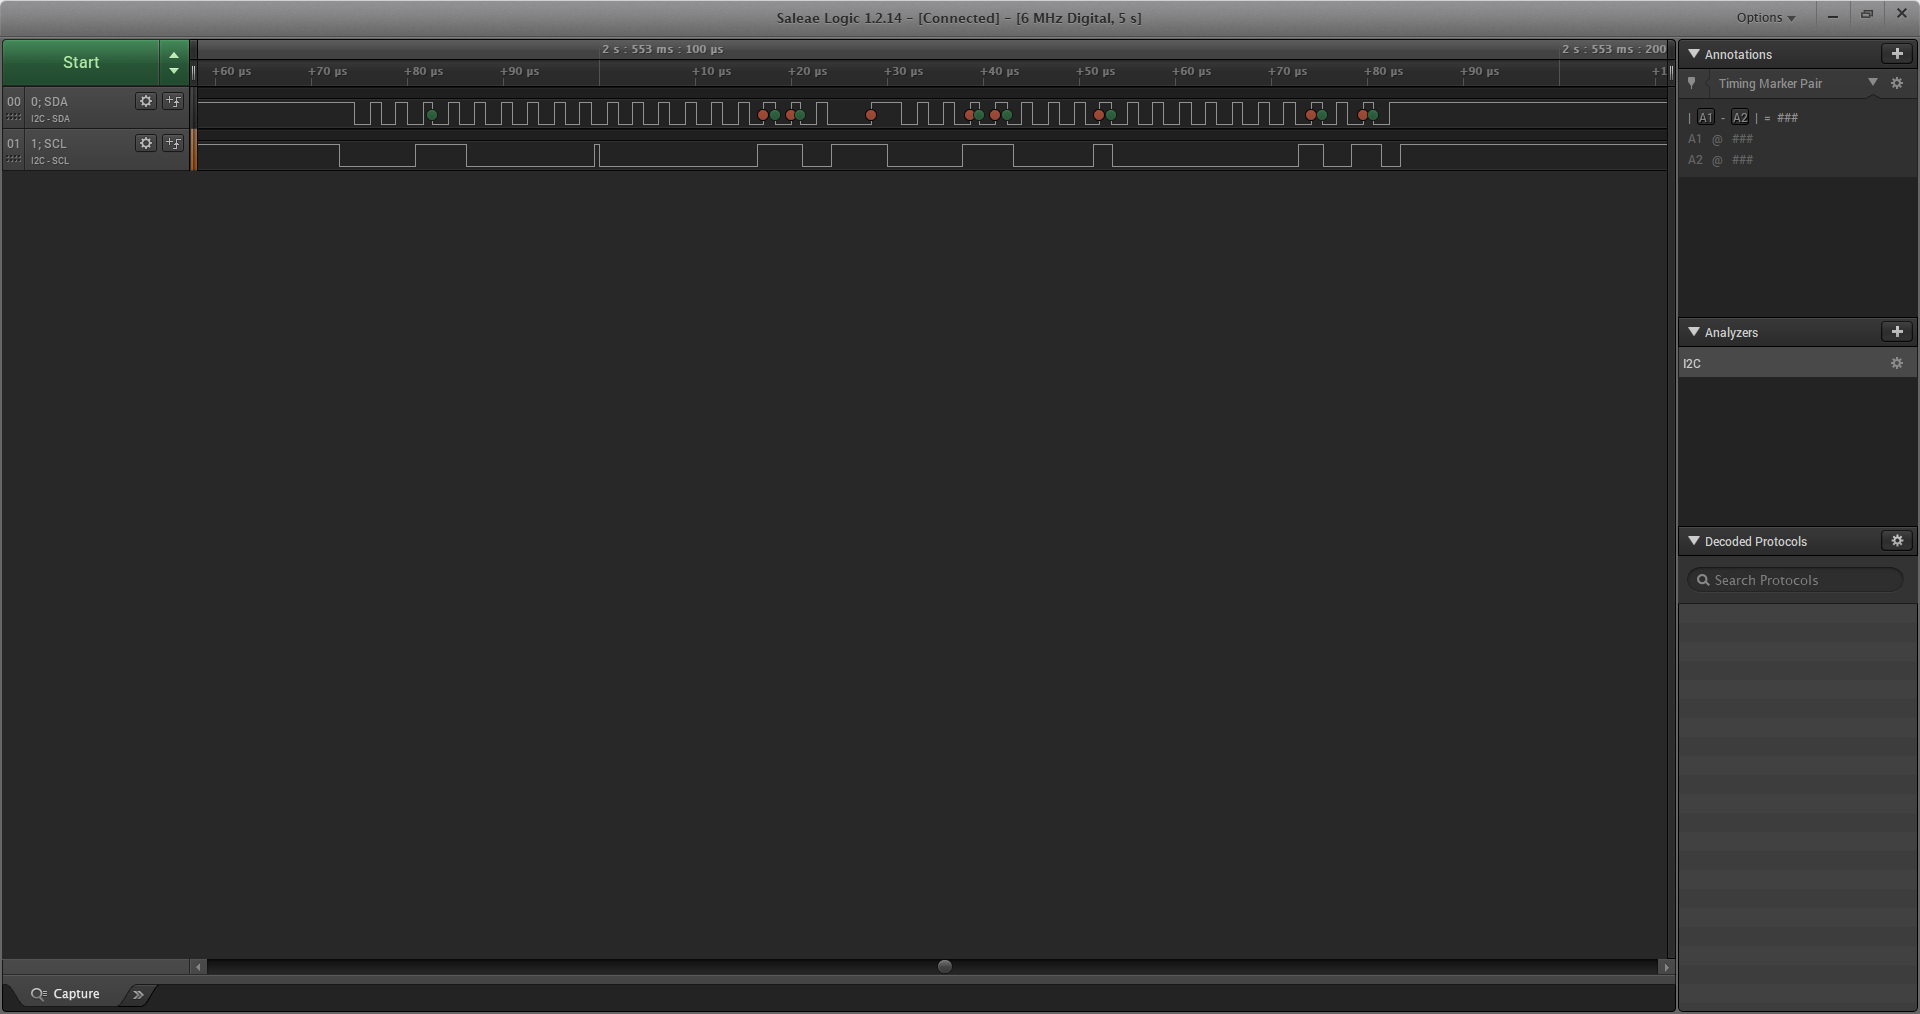 Saleae Logic 1.2.14 - [Connected] - [6 MHz Digital, 5 s]
Options
Start
2 s : 553 ms : 100 µs
2 s : 553 ms : 200
+60 µs +70 µs +80 µs +90 µs +10 µs +20 µs +30 µs +40 µs +50 µs +60 µs +70 µs +80 µs +90 µs +1
00 0; SDA
I2C - SDA
01 1; SCL
I2C - SCL
Annotations
Timing Marker Pair
| A1 - A2 | = ###
A1 @ ###
A2 @ ###
Analyzers
I2C
Decoded Protocols
Search Protocols
Capture